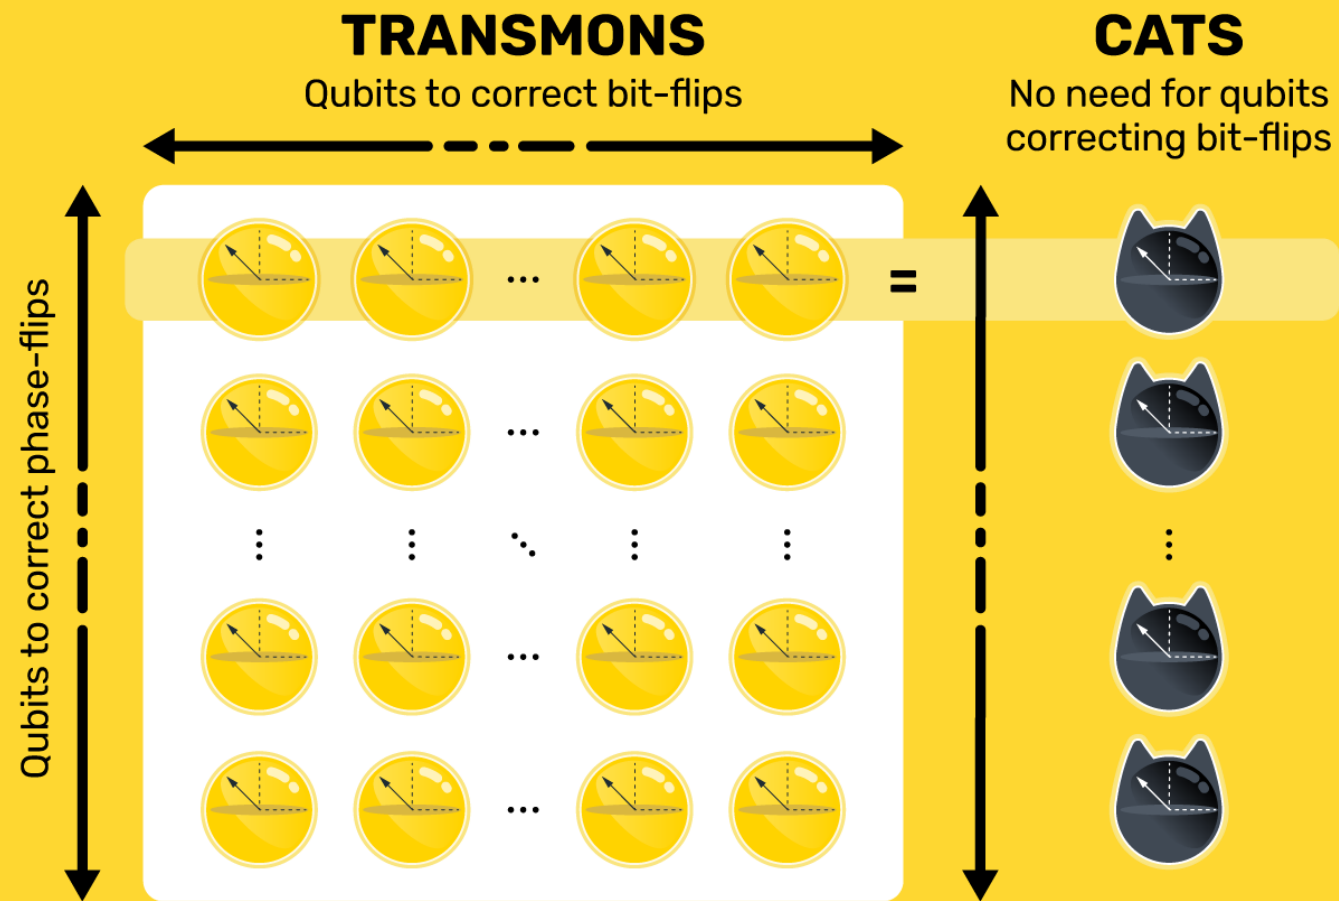 TRANSMONS
Qubits to correct bit-flips
CATS
No need for qubits
correcting bit-flips
Qubits to correct phase-flips
... =
...
...
...